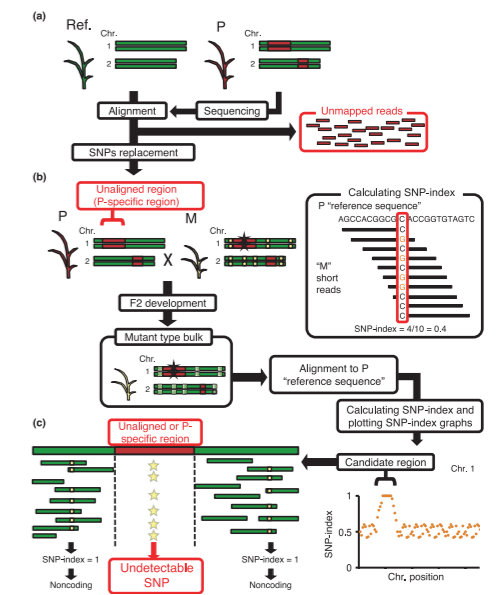 (a)
Ref.
P
Chr.
1
2
Chr.
1
2
Alignment
Sequencing
Unmapped reads
SNPs replacement
(b)
Unaligned region
(P-specific region)
P
M
Chr.
1
2
X
Chr.
1
2
Calculating SNP-index
P “reference sequence”
AGCCACGGCGCACCGGTGTAGTC
C
G
C
G
“M”
short
reads
C
G
G
C
C
C
SNP-index = 4/10 = 0.4
F2 development
Mutant type bulk
Chr.
1
2
Alignment to P
“reference sequence”
Calculating SNP-index and
plotting SNP-index graphs
(c)
Unaligned or P-
specific region
Candidate region
Chr. 1
SNP-index
1
0.5
0
Chr. position
SNP-index = 1
Noncoding
Undetectable
SNP
SNP-index = 1
Noncoding